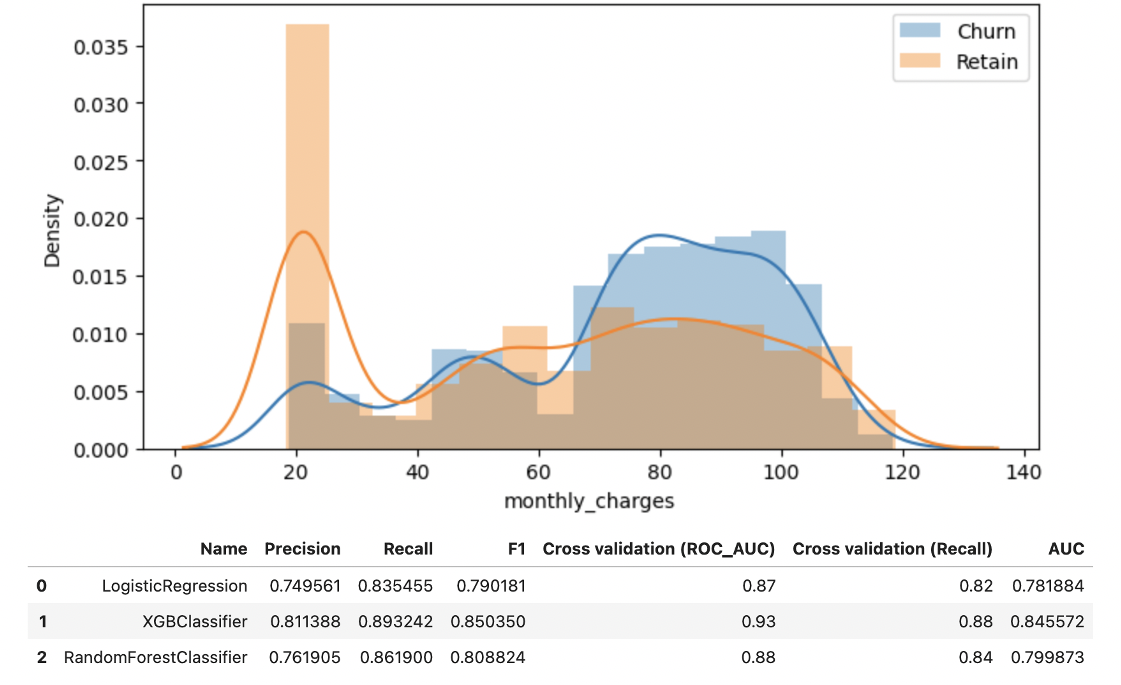 Churn
Retain
0.035
0.030
0.025
0.020
0.015
0.010
0.005
0.000
Density
0 20 40 60 80 100 120 140
monthly_charges
Name Precision Recall F1 Cross validation (ROC_AUC) Cross validation (Recall) AUC
0 LogisticRegression 0.749561 0.835455 0.790181 0.87 0.82 0.781884
1 XGBClassifier 0.811388 0.893242 0.850350 0.93 0.88 0.845572
2 RandomForestClassifier 0.761905 0.861900 0.808824 0.88 0.84 0.799873